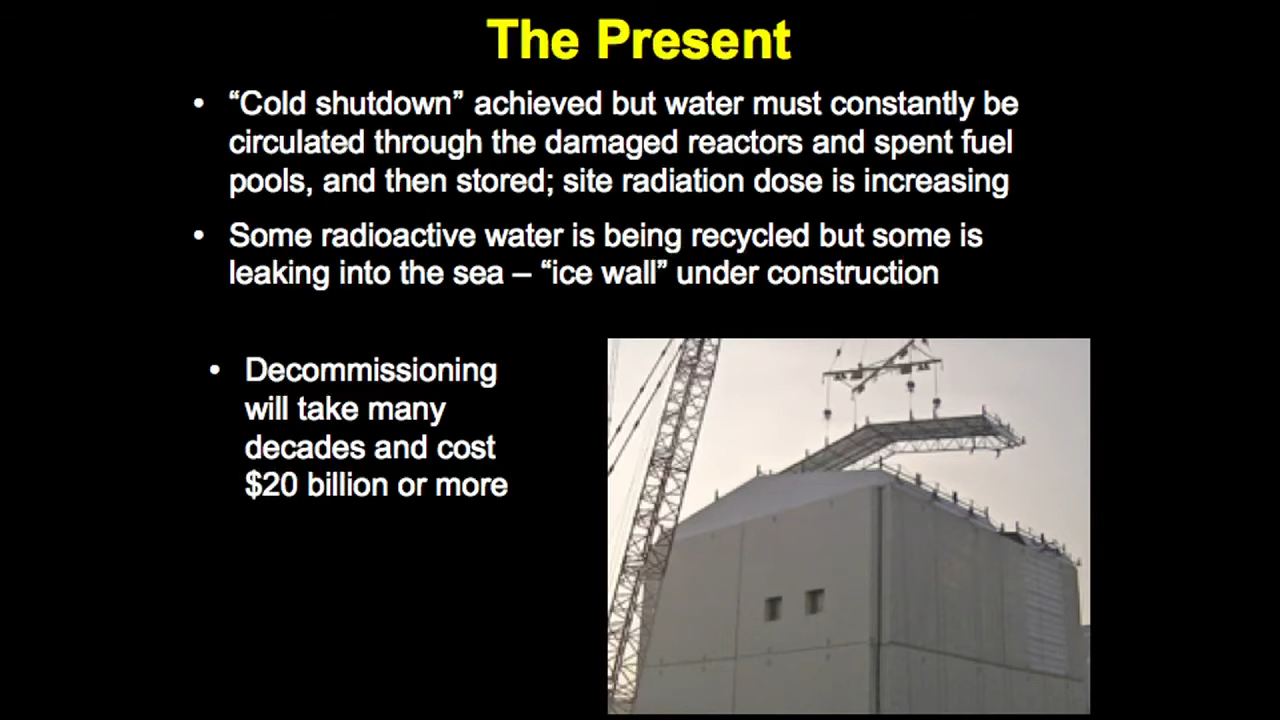 The Present
• “Cold shutdown” achieved but water must constantly be
circulated through the damaged reactors and spent fuel
pools, and then stored; site radiation dose is increasing
• Some radioactive water is being recycled but some is
leaking into the sea – “ice wall” under construction
• Decommissioning
will take many
decades and cost
$20 billion or more